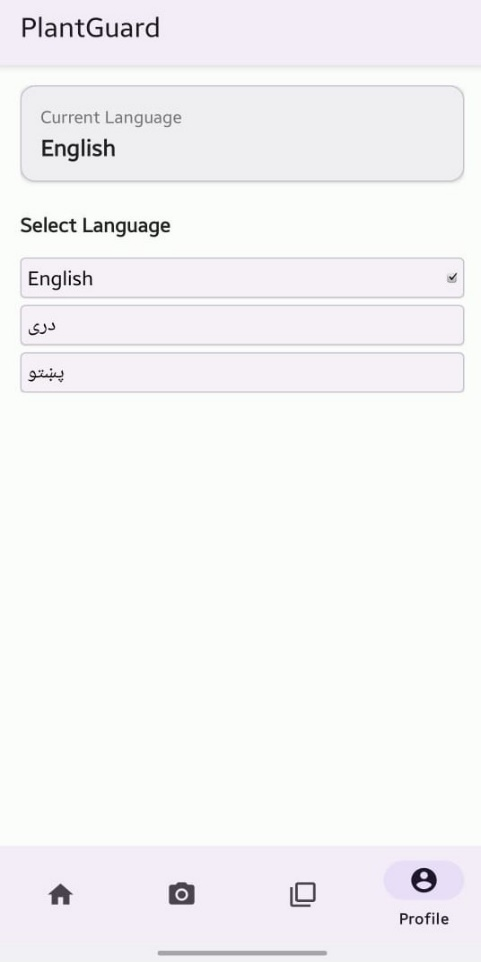 PlantGuard
Current Language
English
Select Language
English
دری
پښتو
Profile